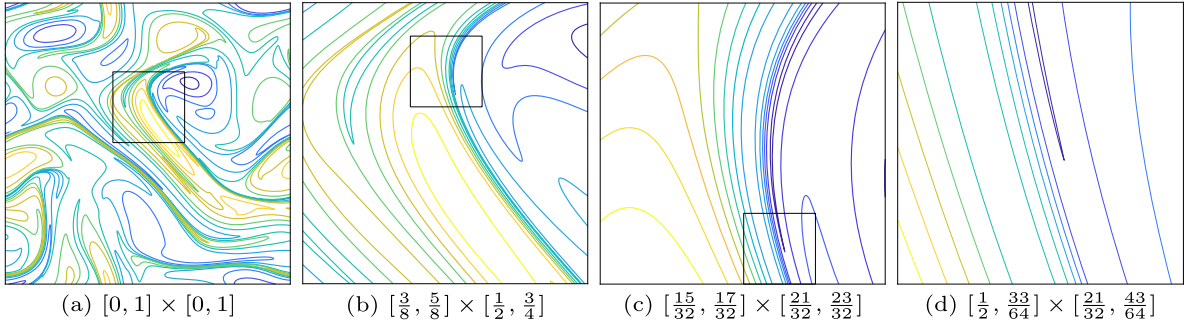 (a) [0, 1] × [0, 1]
(b) [3/8, 5/8] × [1/2, 3/4]
(c) [15/32, 17/32] × [21/32, 23/32]
(d) [1/2, 33/64] × [21/32, 43/64]